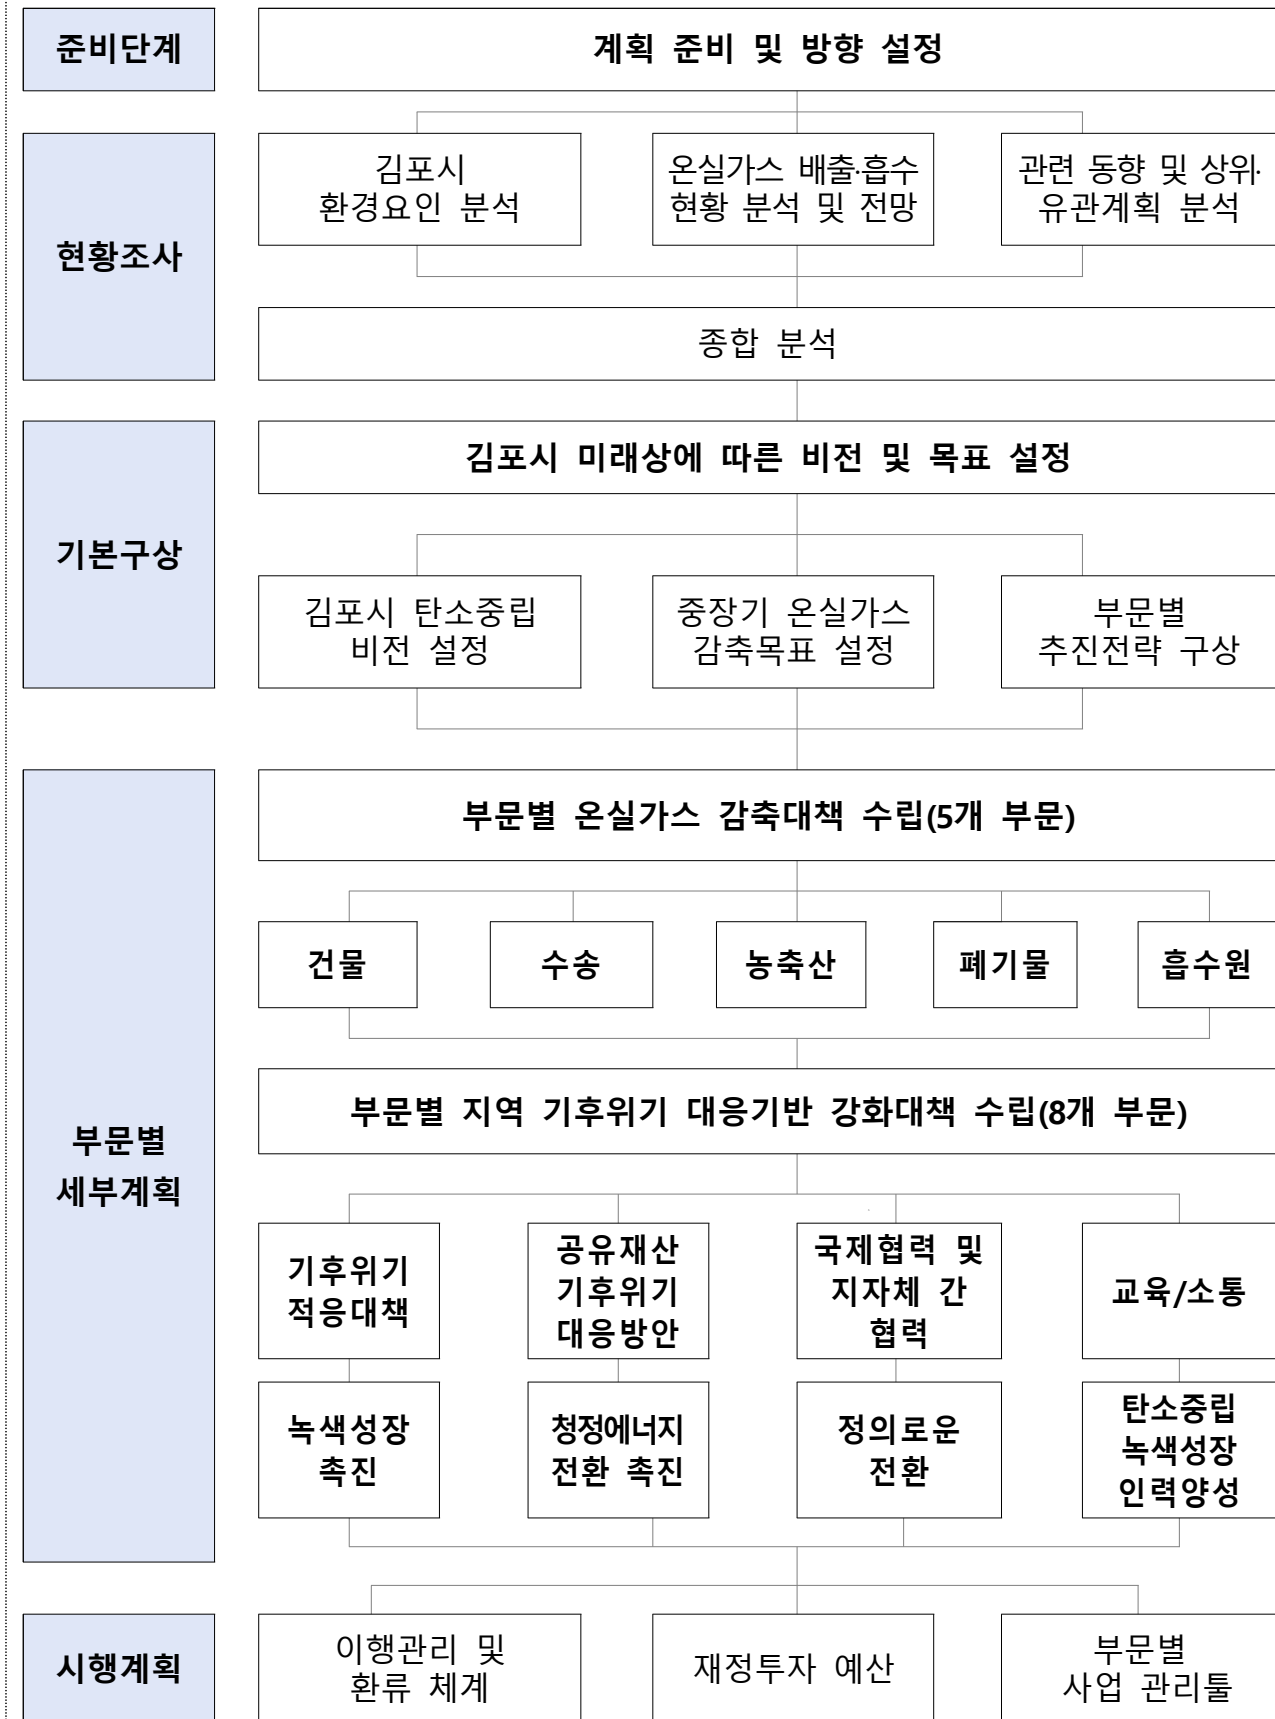 준비단계
계획 준비 및 방향 설정
현황조사
김포시
환경요인 분석
온실가스 배출·흡수
현황 분석 및 전망
관련 동향 및 상위·
유관계획 분석
종합 분석
기본구상
김포시 미래상에 따른 비전 및 목표 설정
김포시 탄소중립
비전 설정
중장기 온실가스
감축목표 설정
부문별
추진전략 구상
부문별
세부계획
부문별 온실가스 감축대책 수립(5개 부문)
건물
수송
농축산
폐기물
흡수원
부문별 지역 기후위기 대응기반 강화대책 수립(8개 부문)
기후위기
적응대책
공유재산
기후위기
대응방안
국제협력 및
지자체 간
협력
교육/소통
녹색성장
촉진
청정에너지
전환 촉진
정의로운
전환
탄소중립
녹색성장
인력양성
시행계획
이행관리 및
환류 체계
재정투자 예산
부문별
사업 관리툴